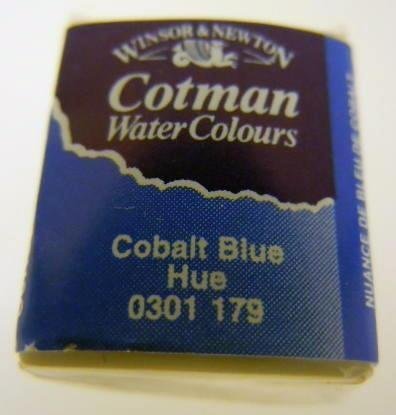 WINSOR & NEWTON
Cotman
Water Colours
Cobalt Blue
Hue
0301 179
NUANCE DE BLEU DE COBALT